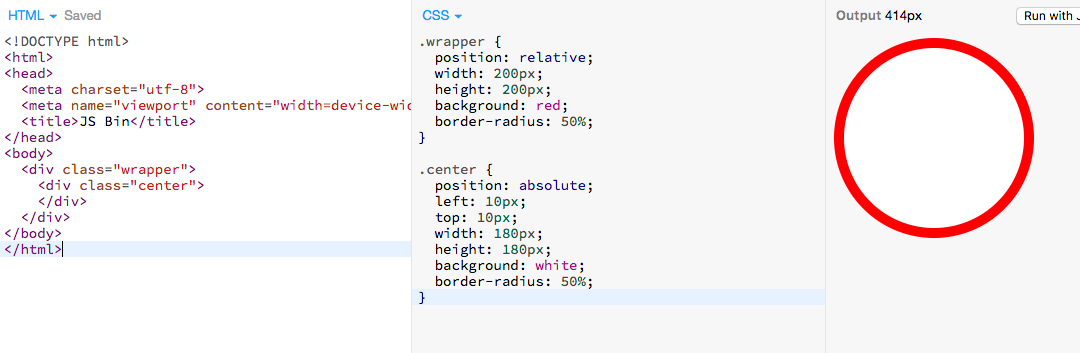 HTML Saved
<!DOCTYPE html>
<html>
<head>
  <meta charset="utf-8">
  <meta name="viewport" content="width=device-wid
  <title>JS Bin</title>
</head>
<body>
  <div class="wrapper">
    <div class="center">
    </div>
  </div>
</body>
</html>
CSS
.wrapper {
  position: relative;
  width: 200px;
  height: 200px;
  background: red;
  border-radius: 50%;
}

.center {
  position: absolute;
  left: 10px;
  top: 10px;
  width: 180px;
  height: 180px;
  background: white;
  border-radius: 50%;
}
Output 414px
Run with J